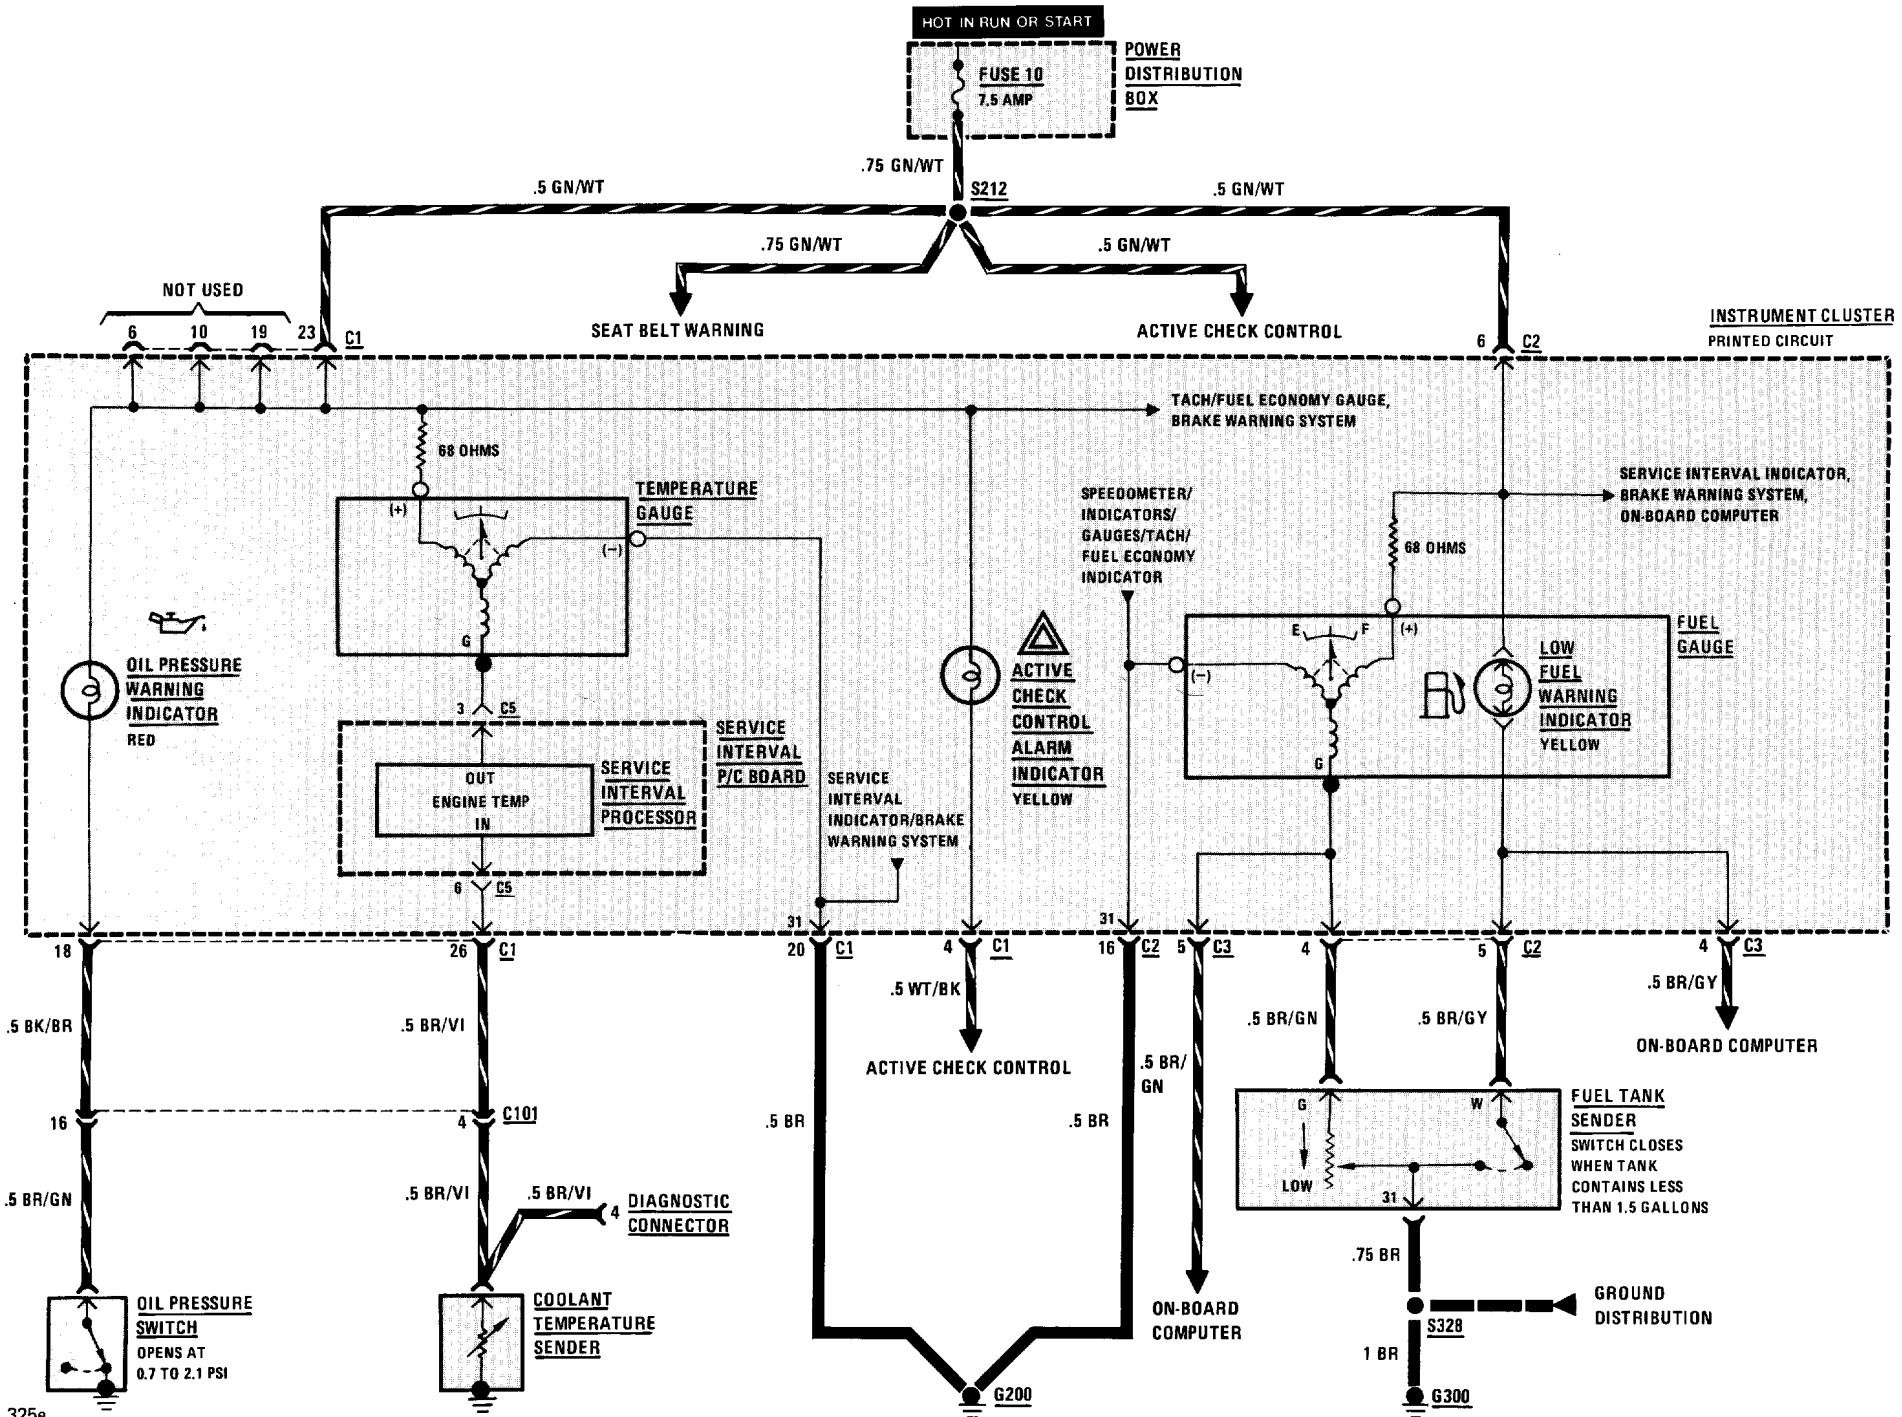 HOT IN RUN OR START
POWER
DISTRIBUTION
BOX
FUSE 10
7.5 AMP
.75 GN/WT
S212
.5 GN/WT
.5 GN/WT
.75 GN/WT
.5 GN/WT
NOT USED
6
10
19
23
C1
SEAT BELT WARNING
ACTIVE CHECK CONTROL
6
C2
INSTRUMENT CLUSTER
PRINTED CIRCUIT
TACH/FUEL ECONOMY GAUGE,
BRAKE WARNING SYSTEM
68 OHMS
(+)
TEMPERATURE
GAUGE
(−)
G
SPEEDOMETER/
INDICATORS/
GAUGES/TACH/
FUEL ECONOMY
INDICATOR
SERVICE INTERVAL INDICATOR,
BRAKE WARNING SYSTEM,
ON-BOARD COMPUTER
68 OHMS
E
F
(+)
(−)
G
FUEL
GAUGE
LOW
FUEL
WARNING
INDICATOR
YELLOW
OIL PRESSURE
WARNING
INDICATOR
RED
3
C5
SERVICE
INTERVAL
P/C BOARD
OUT
ENGINE TEMP
IN
SERVICE
INTERVAL
PROCESSOR
6
C5
SERVICE
INTERVAL
INDICATOR/BRAKE
WARNING SYSTEM
ACTIVE
CHECK
CONTROL
ALARM
INDICATOR
YELLOW
31
31
18
26
C1
20
C1
4
C1
16
C2
5
C3
4
5
C2
4
C3
.5 BK/BR
.5 BR/VI
.5 WT/BK
ACTIVE CHECK CONTROL
.5 BR/
GN
.5 BR/GN
.5 BR/GY
.5 BR/GY
ON-BOARD COMPUTER
16
4
C101
.5 BR
.5 BR
G
W
LOW
31
FUEL TANK
SENDER
SWITCH CLOSES
WHEN TANK
CONTAINS LESS
THAN 1.5 GALLONS
.5 BR/GN
.5 BR/VI
.5 BR/VI
4
DIAGNOSTIC
CONNECTOR
.75 BR
OIL PRESSURE
SWITCH
OPENS AT
0.7 TO 2.1 PSI
COOLANT
TEMPERATURE
SENDER
ON-BOARD
COMPUTER
GROUND
DISTRIBUTION
S328
1 BR
G200
G300
325e